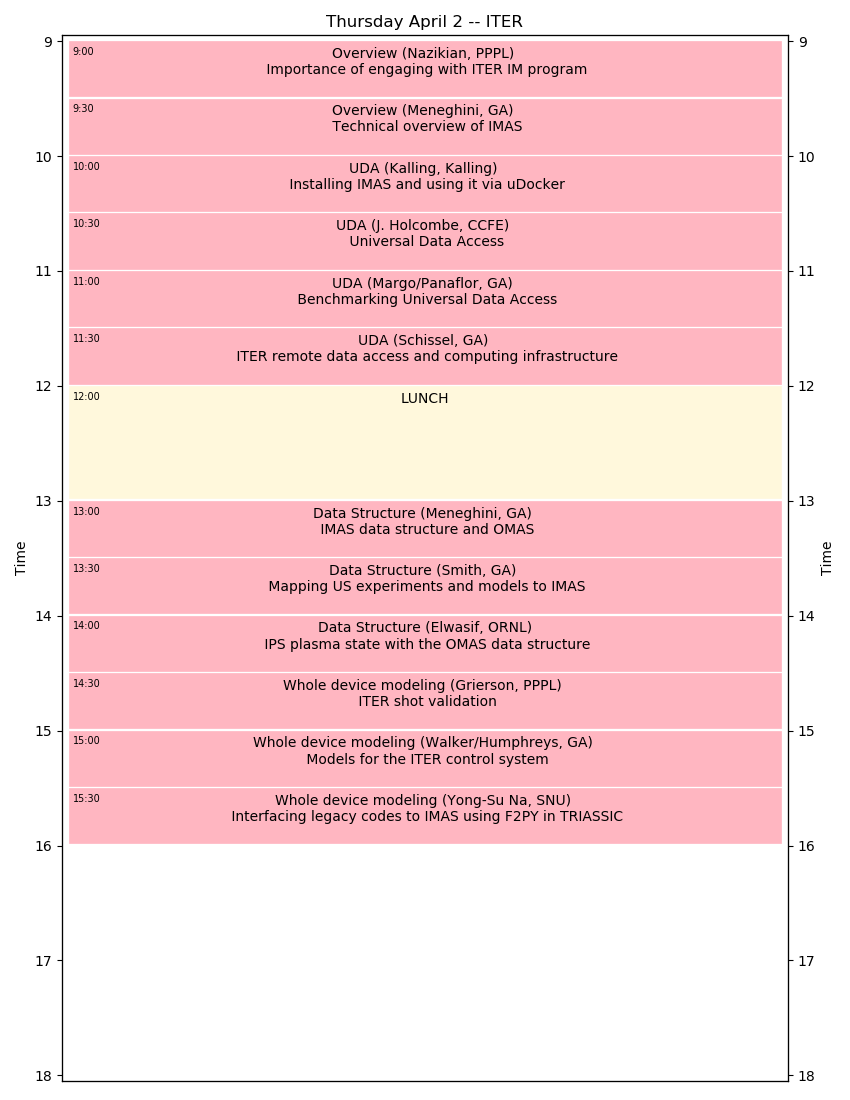 Thursday April 2 -- ITER
9
9
9:00
Overview (Nazikian, PPPL)
Importance of engaging with ITER IM program
9:30
Overview (Meneghini, GA)
Technical overview of IMAS
10
10
10:00
UDA (Kalling, Kalling)
Installing IMAS and using it via uDocker
10:30
UDA (J. Holcombe, CCFE)
Universal Data Access
11
11
11:00
UDA (Margo/Panaflor, GA)
Benchmarking Universal Data Access
11:30
UDA (Schissel, GA)
ITER remote data access and computing infrastructure
12
12
12:00
LUNCH
13
13
13:00
Data Structure (Meneghini, GA)
IMAS data structure and OMAS
Time
Time
13:30
Data Structure (Smith, GA)
Mapping US experiments and models to IMAS
14
14
14:00
Data Structure (Elwasif, ORNL)
IPS plasma state with the OMAS data structure
14:30
Whole device modeling (Grierson, PPPL)
ITER shot validation
15
15
15:00
Whole device modeling (Walker/Humphreys, GA)
Models for the ITER control system
15:30
Whole device modeling (Yong-Su Na, SNU)
Interfacing legacy codes to IMAS using F2PY in TRIASSIC
16
16
17
17
18
18